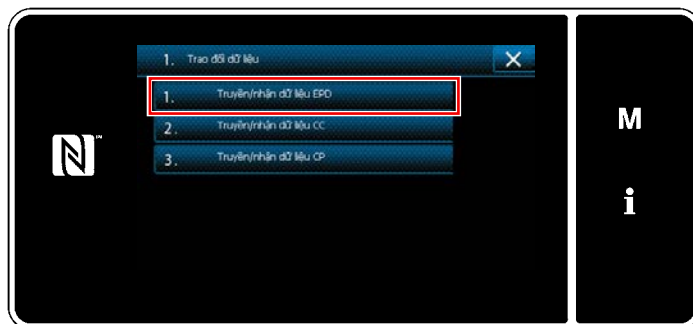 1. Trao đổi dữ liệu
1. Truyền/nhận dữ liệu EPD
2. Truyền/nhận dữ liệu CC
3. Truyền/nhận dữ liệu CP
N™
M
i